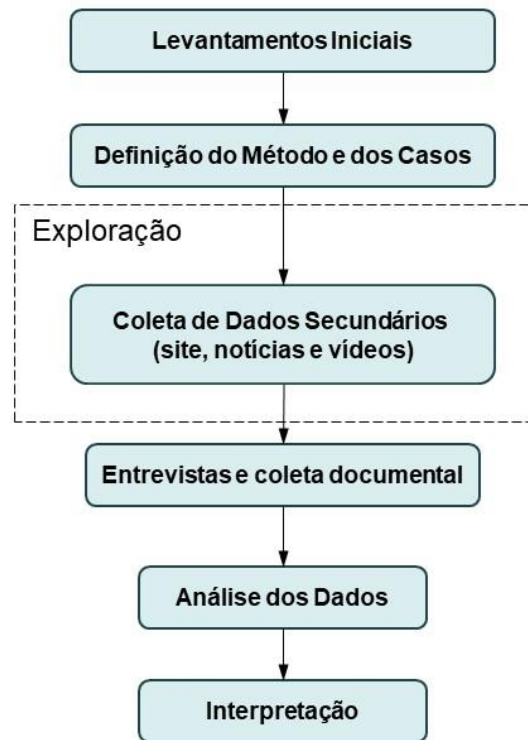 Levantamentos Iniciais
Definição do Método e dos Casos
Exploração
Coleta de Dados Secundários
(site, notícias e vídeos)
Entrevistas e coleta documental
Análise dos Dados
Interpretação